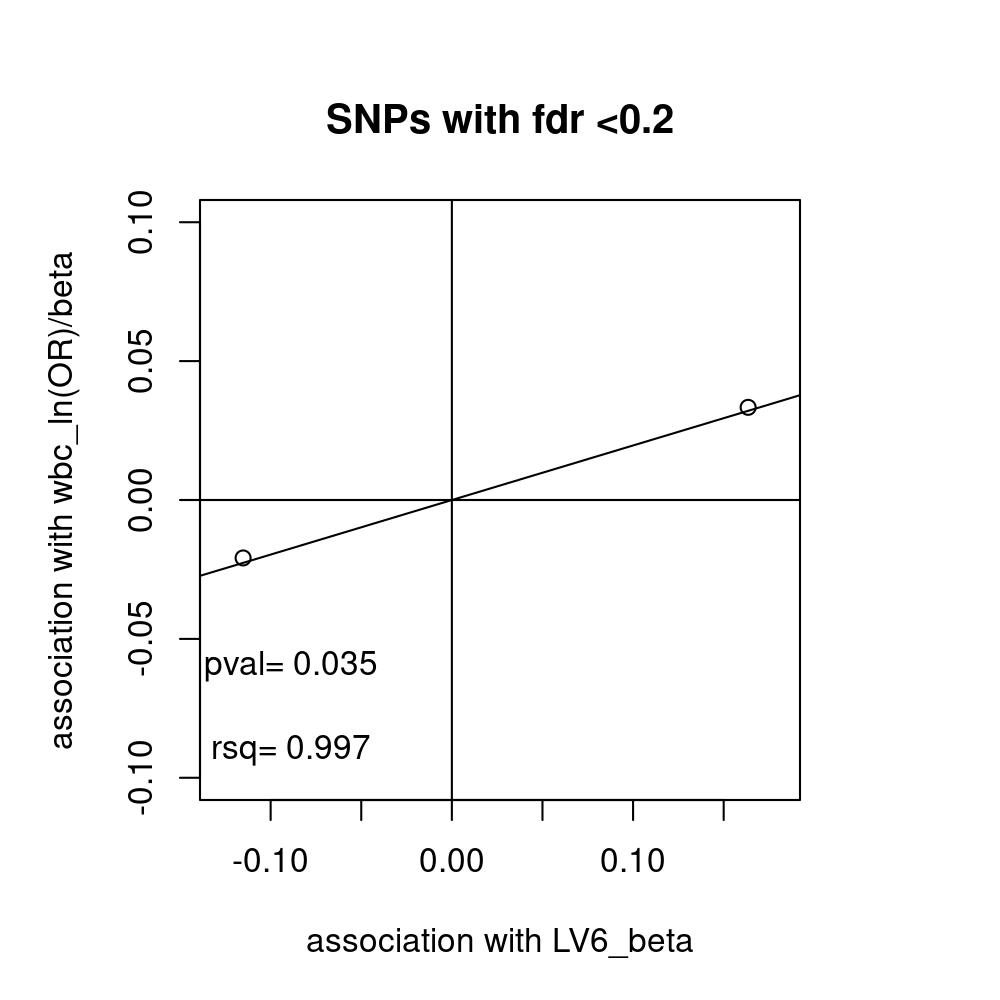 SNPs with fdr <0.2
association with wbc_ln(OR)/beta
0.10
0.05
0.00
-0.05
-0.10
pval= 0.035
rsq= 0.997
-0.10 0.00 0.10
association with LV6_beta